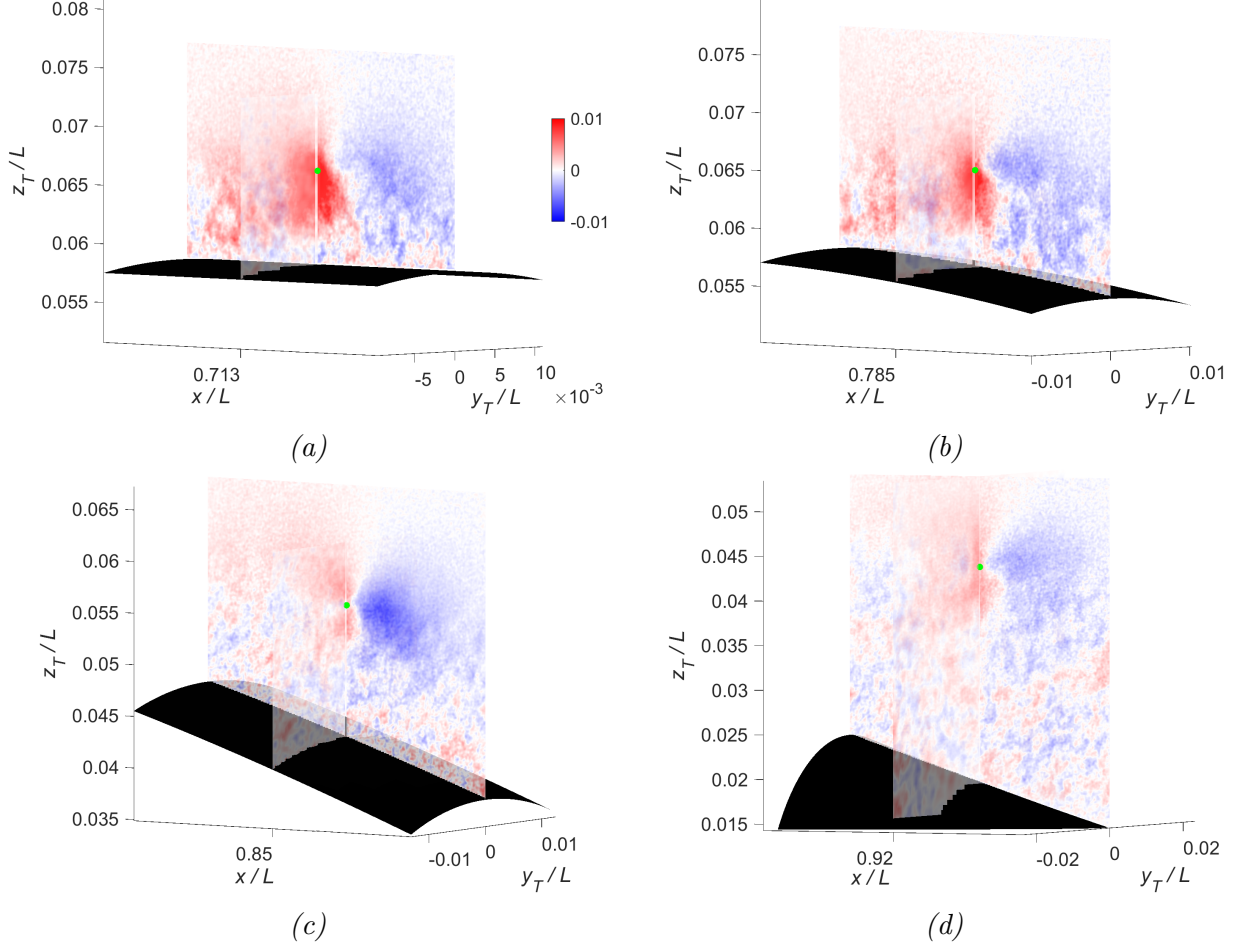 0.08
0.075
0.07
0.065
0.06
0.055
z_T / L
0.01
0
-0.01
0.713
x / L
-5 0 5 10
y_T / L ×10^-3
(a)
0.075
0.07
0.065
0.06
0.055
z_T / L
0.785
x / L
-0.01 0 0.01
y_T / L
(b)
0.065
0.06
0.055
0.05
0.045
0.04
0.035
z_T / L
0.85
x / L
-0.01 0 0.01
y_T / L
(c)
0.05
0.045
0.04
0.035
0.03
0.025
0.02
0.015
z_T / L
0.92
x / L
-0.02 0 0.02
y_T / L
(d)